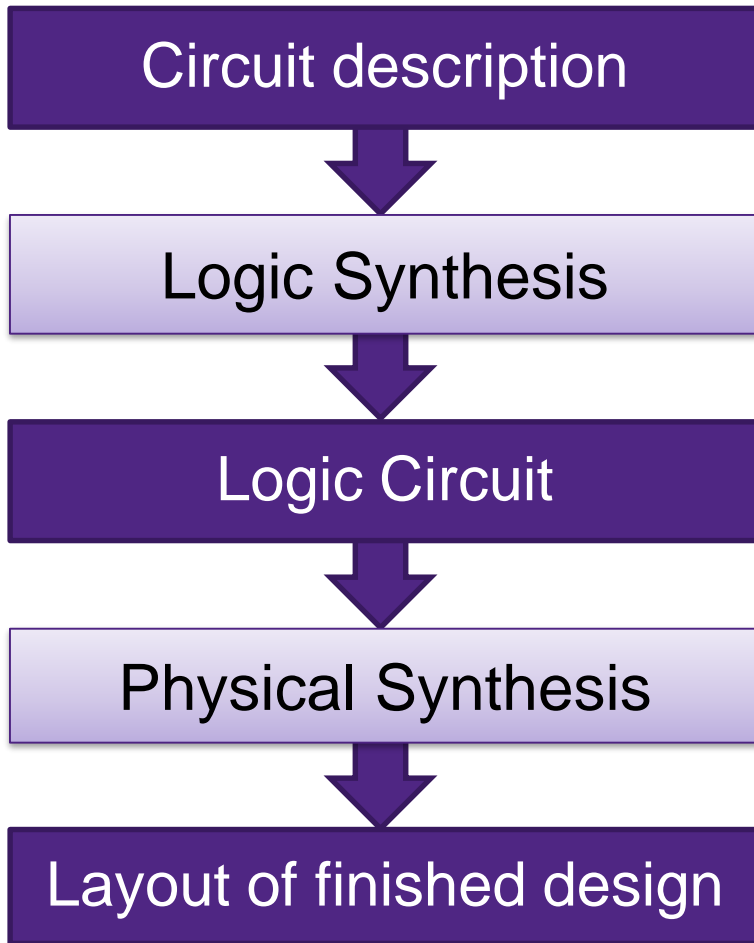 Circuit description
Logic Synthesis
Logic Circuit
Physical Synthesis
Layout of finished design